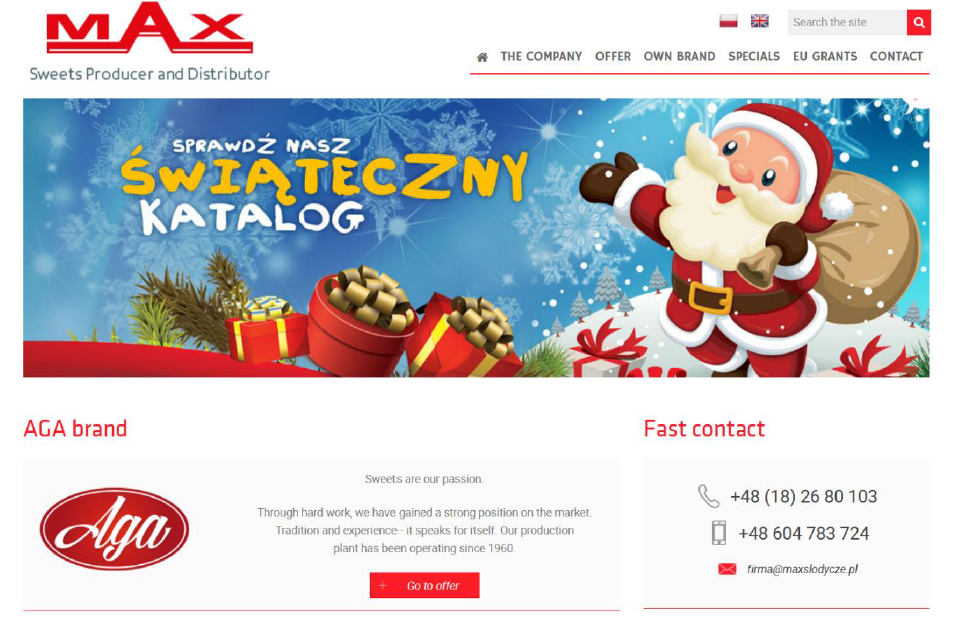 MAX
Sweets Producer and Distributor
Search the site
THE COMPANY OFFER OWN BRAND SPECIALS EU GRANTS CONTACT
SPRAWDŹ NASZ
ŚWIĄTECZNY
KATALOG
AGA brand
Aga
Sweets are our passion.
Through hard work, we have gained a strong position on the market.
Tradition and experience - it speaks for itself. Our production
plant has been operating since 1960.
+ Go to offer
Fast contact
+48 (18) 26 80 103
+48 604 783 724
firma@maxslodycze.pl